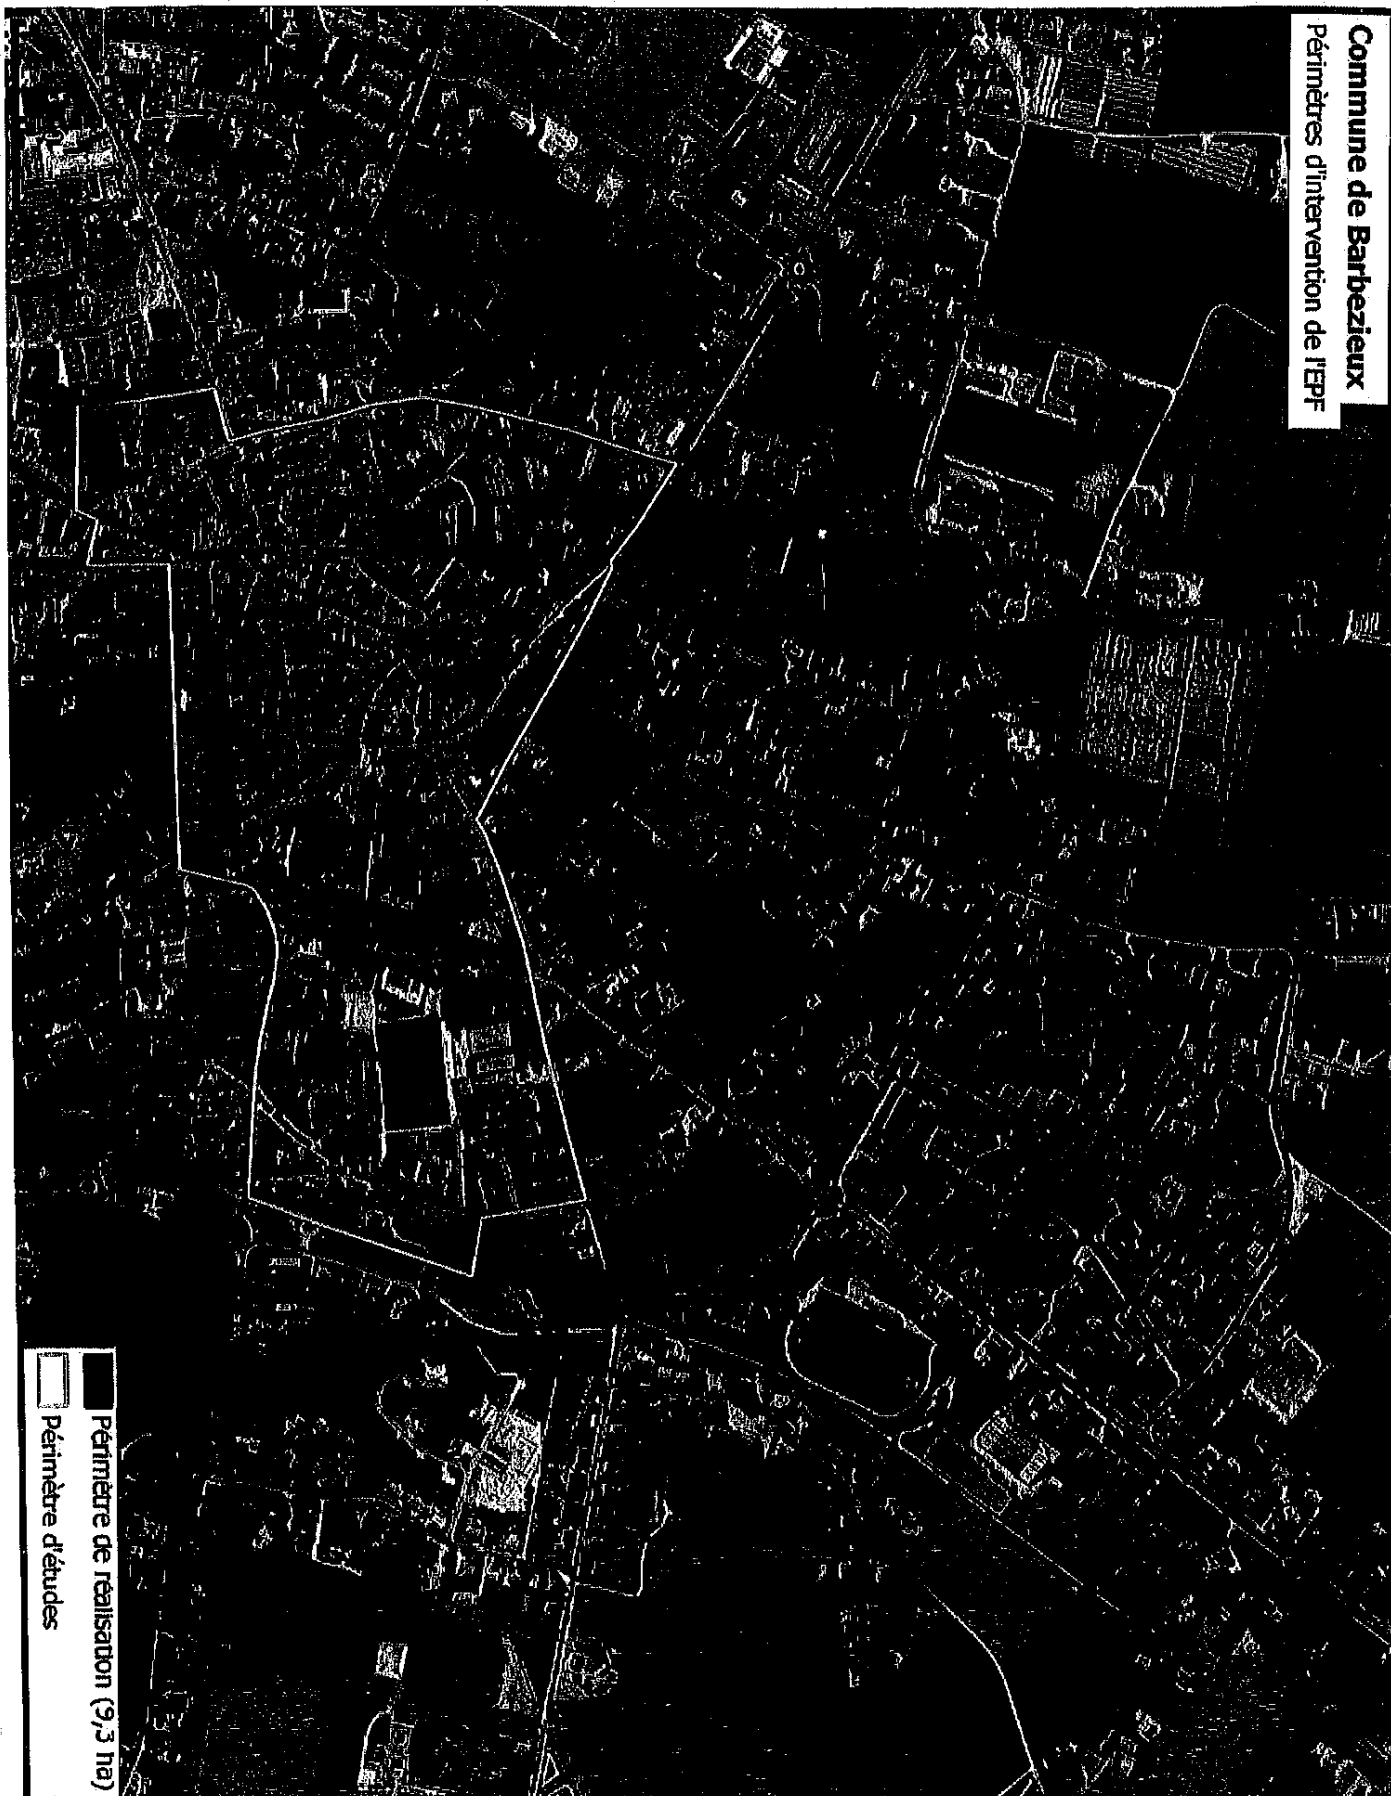 Commune de Barbezieux
Périmètres d'intervention de l'EPF
Périmètre de réalisation (9,3 ha)
Périmètre d'études